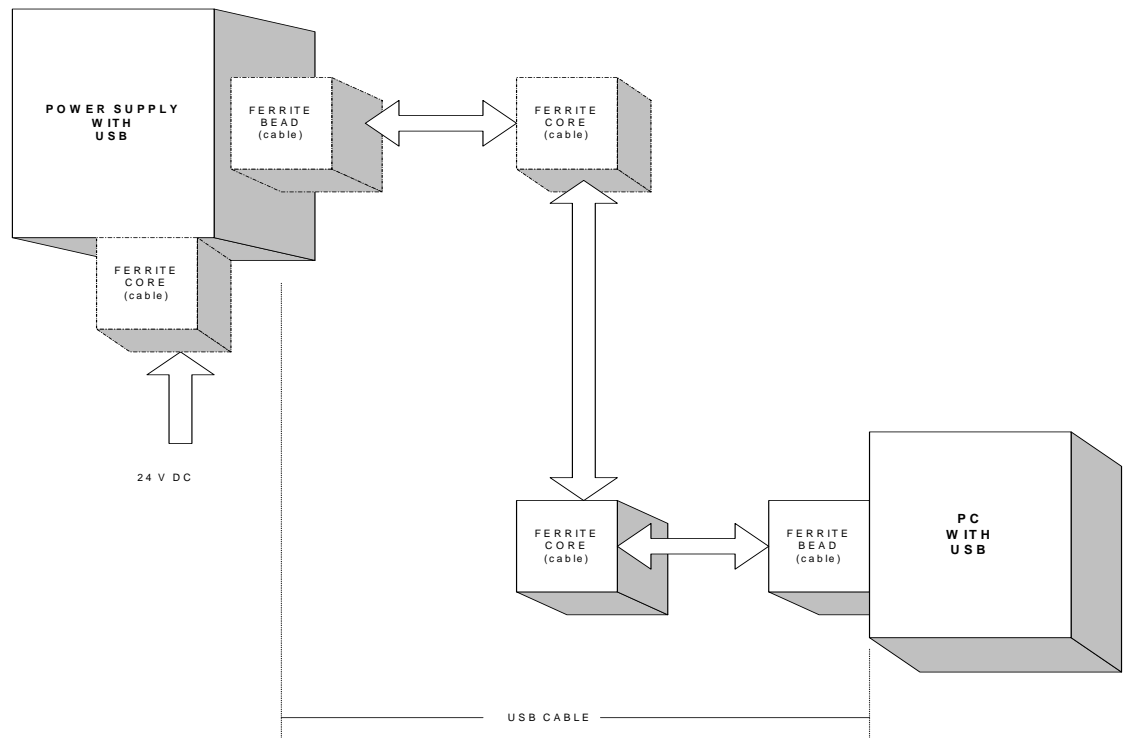 POWER SUPPLY
WITH
USB
FERRITE
BEAD
(cable)
FERRITE
CORE
(cable)
FERRITE
CORE
(cable)
24 V DC
FERRITE
CORE
(cable)
FERRITE
BEAD
(cable)
PC
WITH
USB
USB CABLE